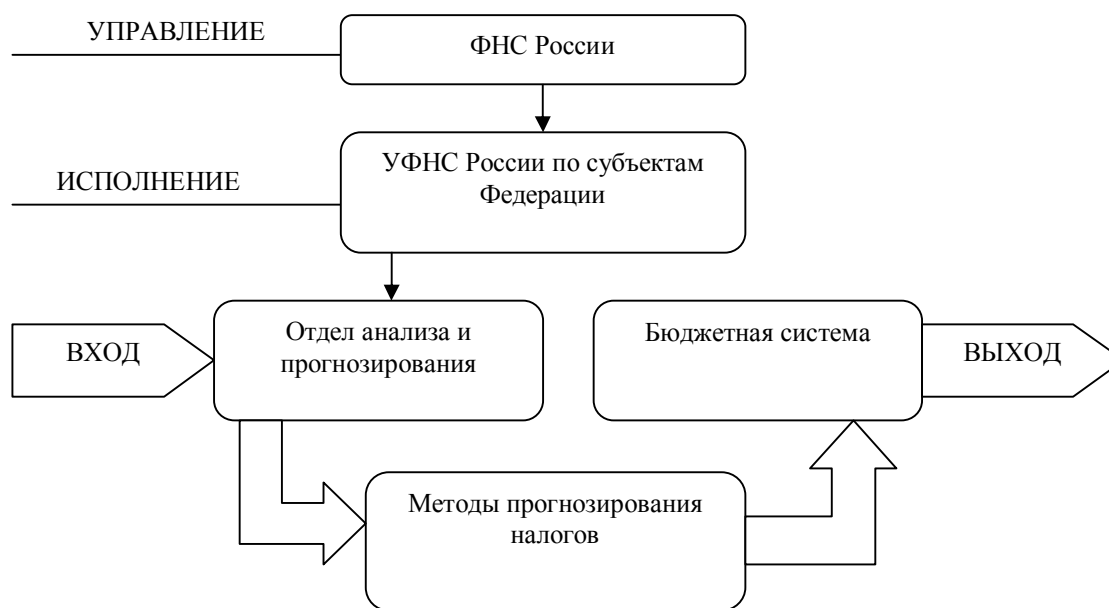 УПРАВЛЕНИЕ
ФНС России
ИСПОЛНЕНИЕ
УФНС России по субъектам
Федерации
ВХОД
Отдел анализа и
прогнозирования
Бюджетная система
ВЫХОД
Методы прогнозирования
налогов